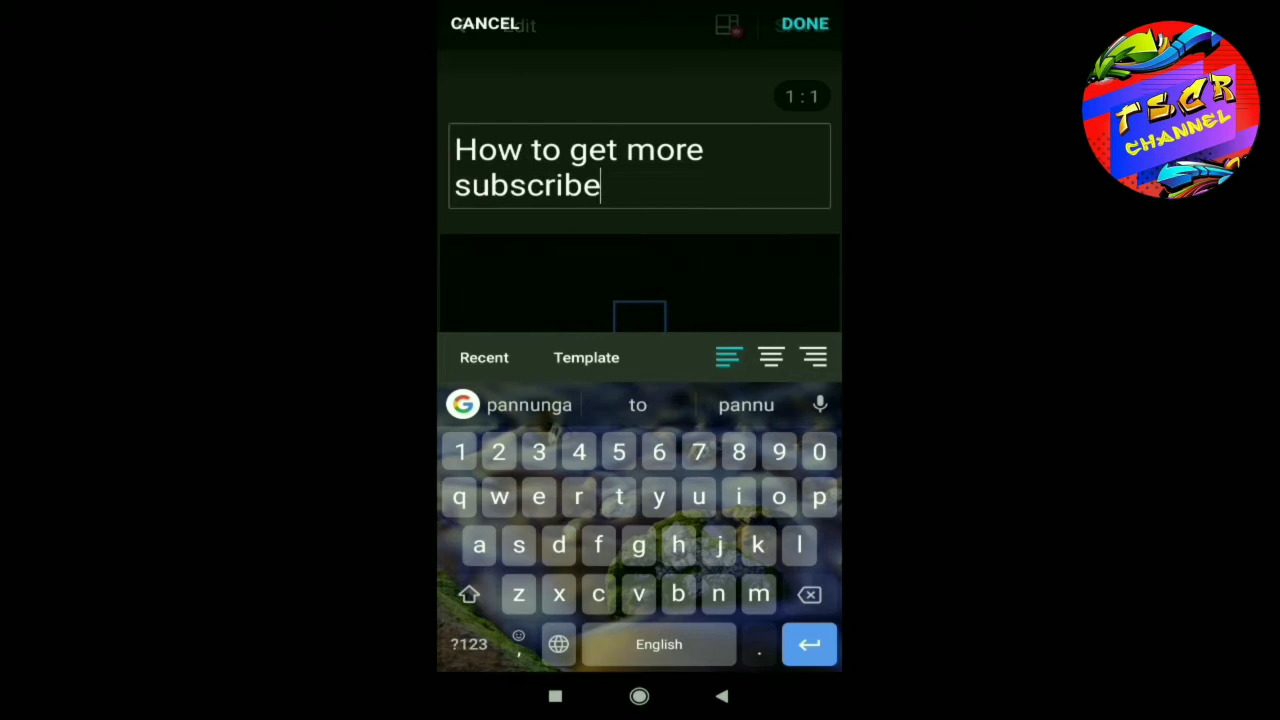 CANCEL
Edit
DONE
1:1
How to get more
subscribe
Recent
Template
pannunga
to
pannu
1 2 3 4 5 6 7 8 9 0
q w e r t y u i o p
a s d f g h j k l
z x c v b n m
?123
,
English
.
T.S.C.R
CHANNEL